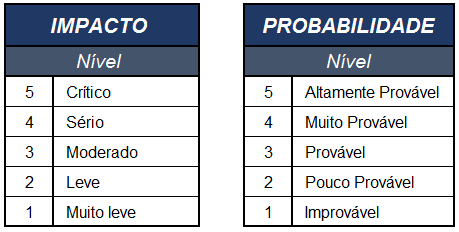 IMPACTO
Nível
5 Crítico
4 Sério
3 Moderado
2 Leve
1 Muito leve
PROBABILIDADE
Nível
5 Altamente Provável
4 Muito Provável
3 Provável
2 Pouco Provável
1 Improvável